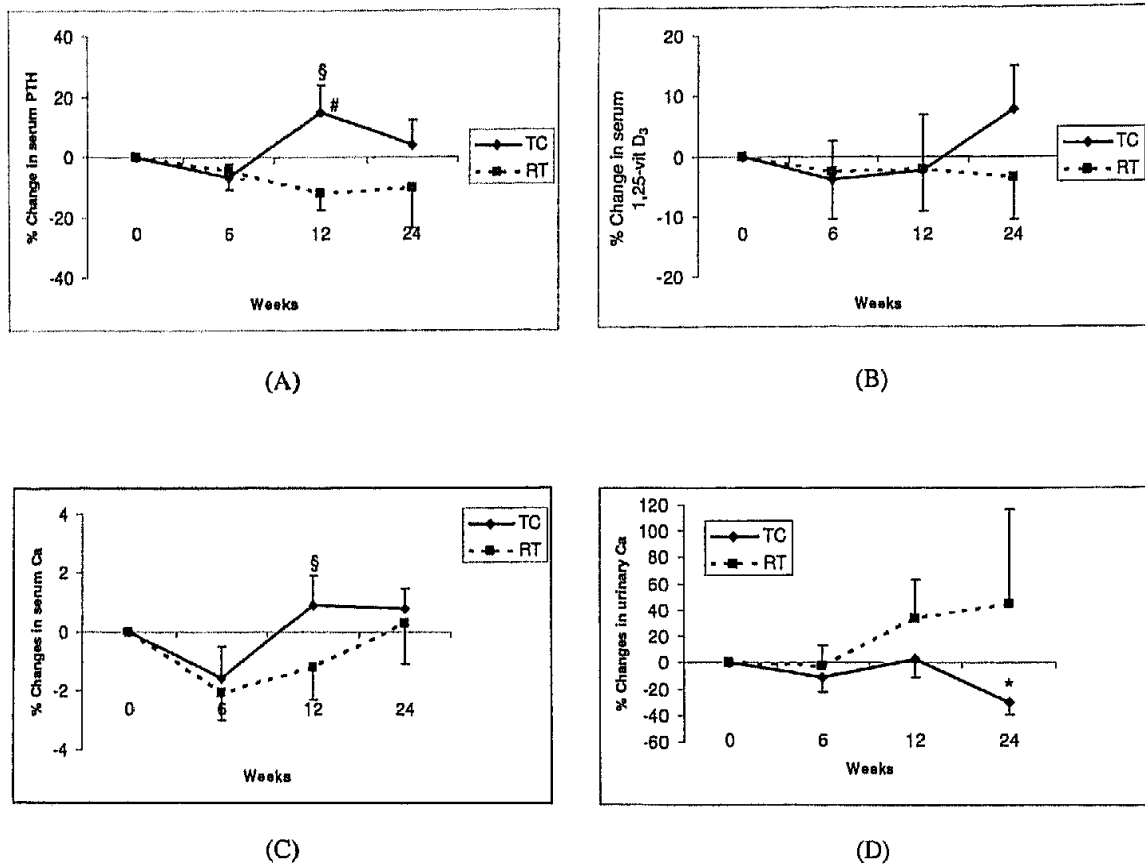 % Change in serum PTH
40
20
0
-20
-40
§
#
0 6 12 24
Weeks
TC
RT
(A)
% Change in serum
1,25-vit D₃
20
10
0
-10
-20
0 6 12 24
Weeks
TC
RT
(B)
% Changes in serum Ca
4
2
0
-2
-4
§
0 6 12 24
Weeks
TC
RT
(C)
% Changes in urinary Ca
120
100
80
60
40
20
0
-20
-40
-60
*
0 6 12 24
Weeks
TC
RT
(D)